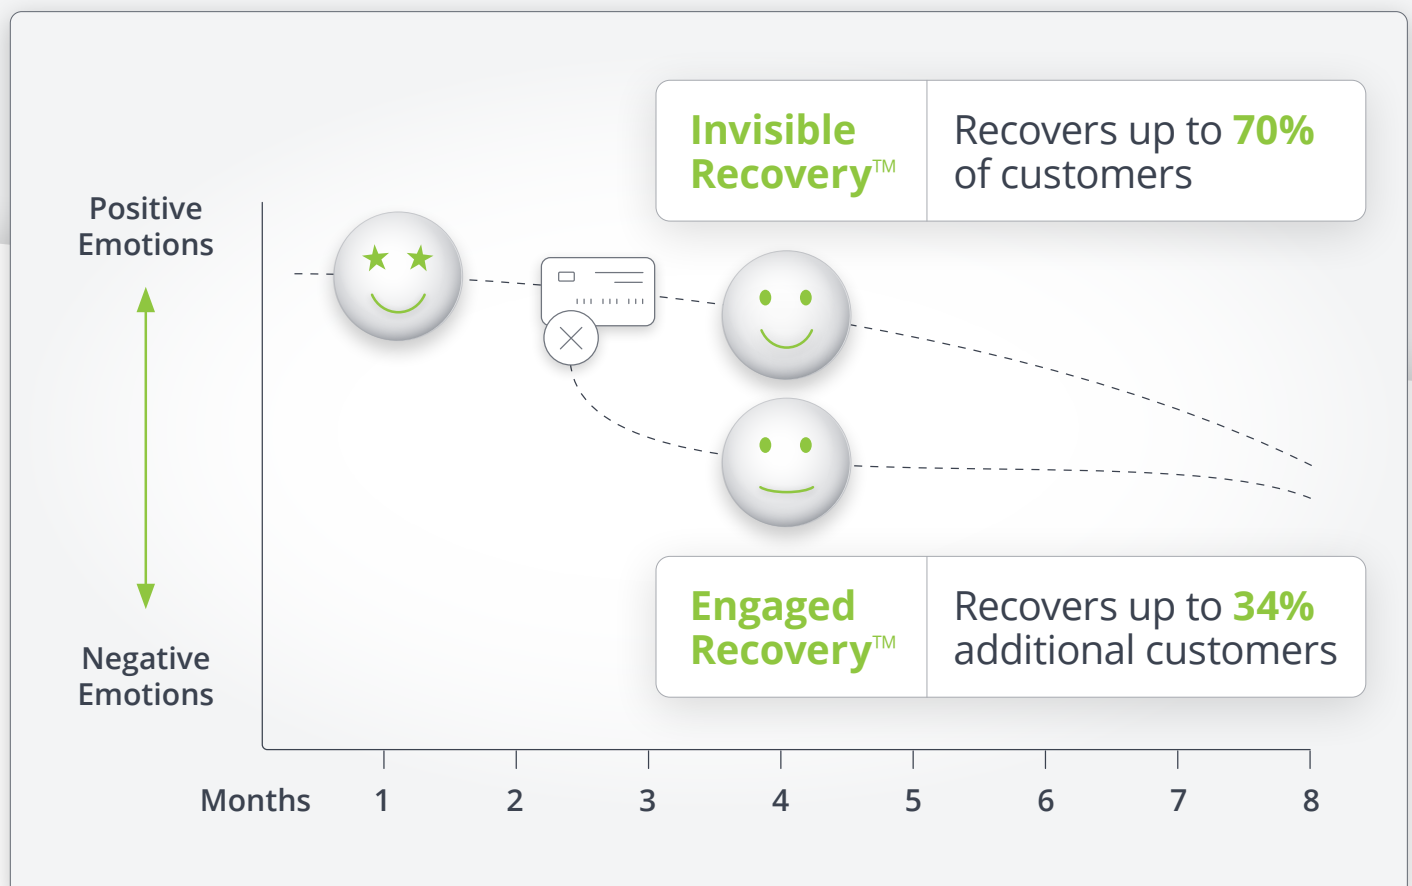 Invisible
Recovery™
Recovers up to 70%
of customers
Positive
Emotions
Negative
Emotions
Engaged
Recovery™
Recovers up to 34%
additional customers
Months 1 2 3 4 5 6 7 8